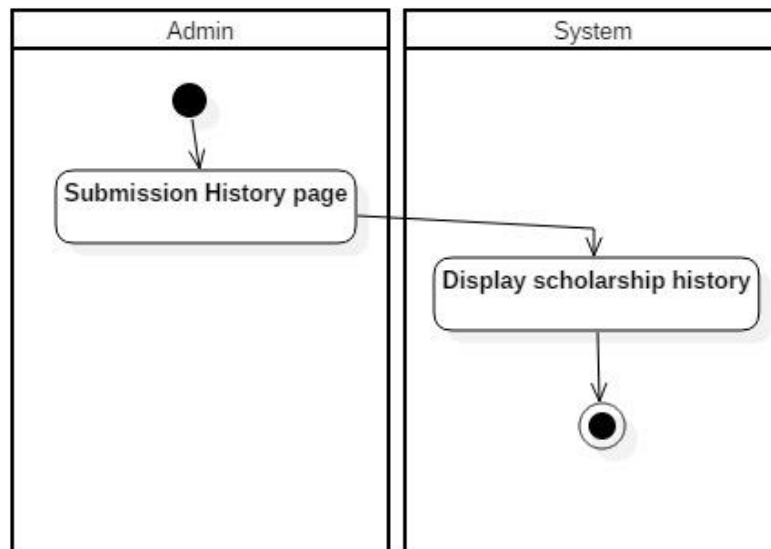 Admin
System
Submission History page
Display scholarship history